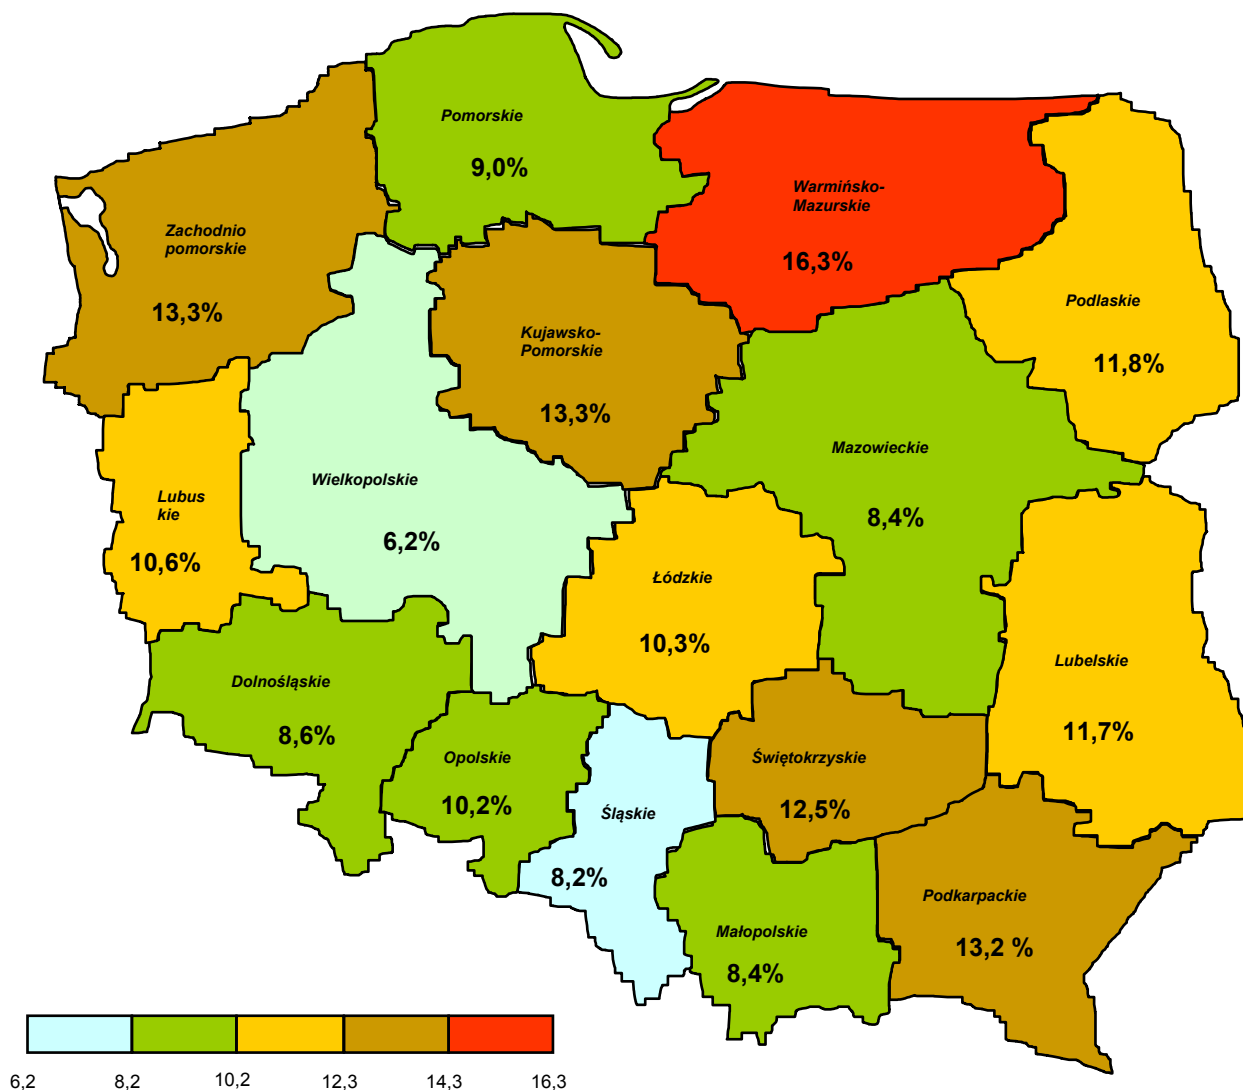 Pomorskie
9,0%
Warmińsko-
Mazurskie
16,3%
Zachodnio
pomorskie
13,3%
Podlaskie
11,8%
Kujawsko-
Pomorskie
13,3%
Mazowieckie
8,4%
Wielkopolskie
6,2%
Lubus
kie
10,6%
Łódzkie
10,3%
Lubelskie
11,7%
Dolnośląskie
8,6%
Opolskie
10,2%
Świętokrzyskie
12,5%
Śląskie
8,2%
Podkarpackie
13,2 %
Małopolskie
8,4%
6,2 8,2 10,2 12,3 14,3 16,3